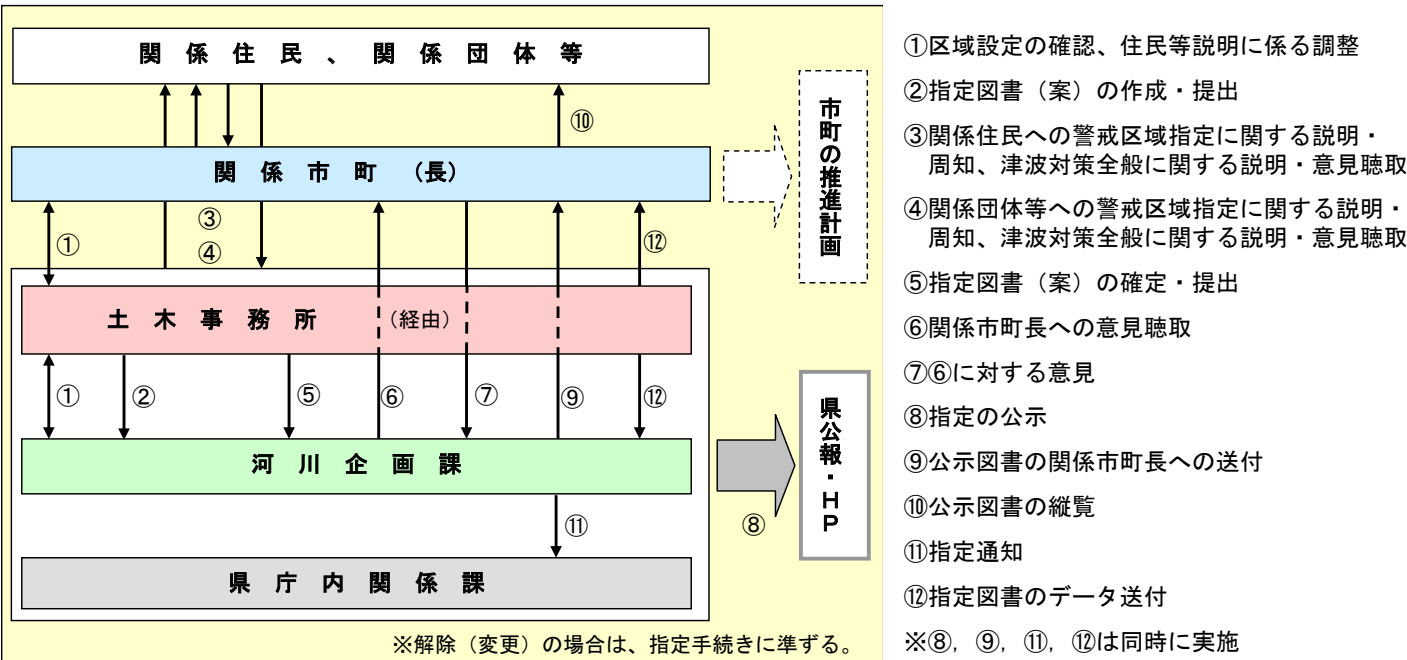 関係住民、関係団体等
⑩
関係市町（長）
市町の推進計画
①
③
④
⑫
土木事務所
（経由）
①
②
⑤
⑥
⑦
⑨
⑫
河川企画課
⑧
県公報・ＨＰ
⑪
県庁内関係課
※解除（変更）の場合は、指定手続きに準ずる。
①区域設定の確認、住民等説明に係る調整
②指定図書（案）の作成・提出
③関係住民への警戒区域指定に関する説明・
周知、津波対策全般に関する説明・意見聴取
④関係団体等への警戒区域指定に関する説明・
周知、津波対策全般に関する説明・意見聴取
⑤指定図書（案）の確定・提出
⑥関係市町長への意見聴取
⑦⑥に対する意見
⑧指定の公示
⑨公示図書の関係市町長への送付
⑩公示図書の縦覧
⑪指定通知
⑫指定図書のデータ送付
※⑧，⑨，⑪，⑫は同時に実施